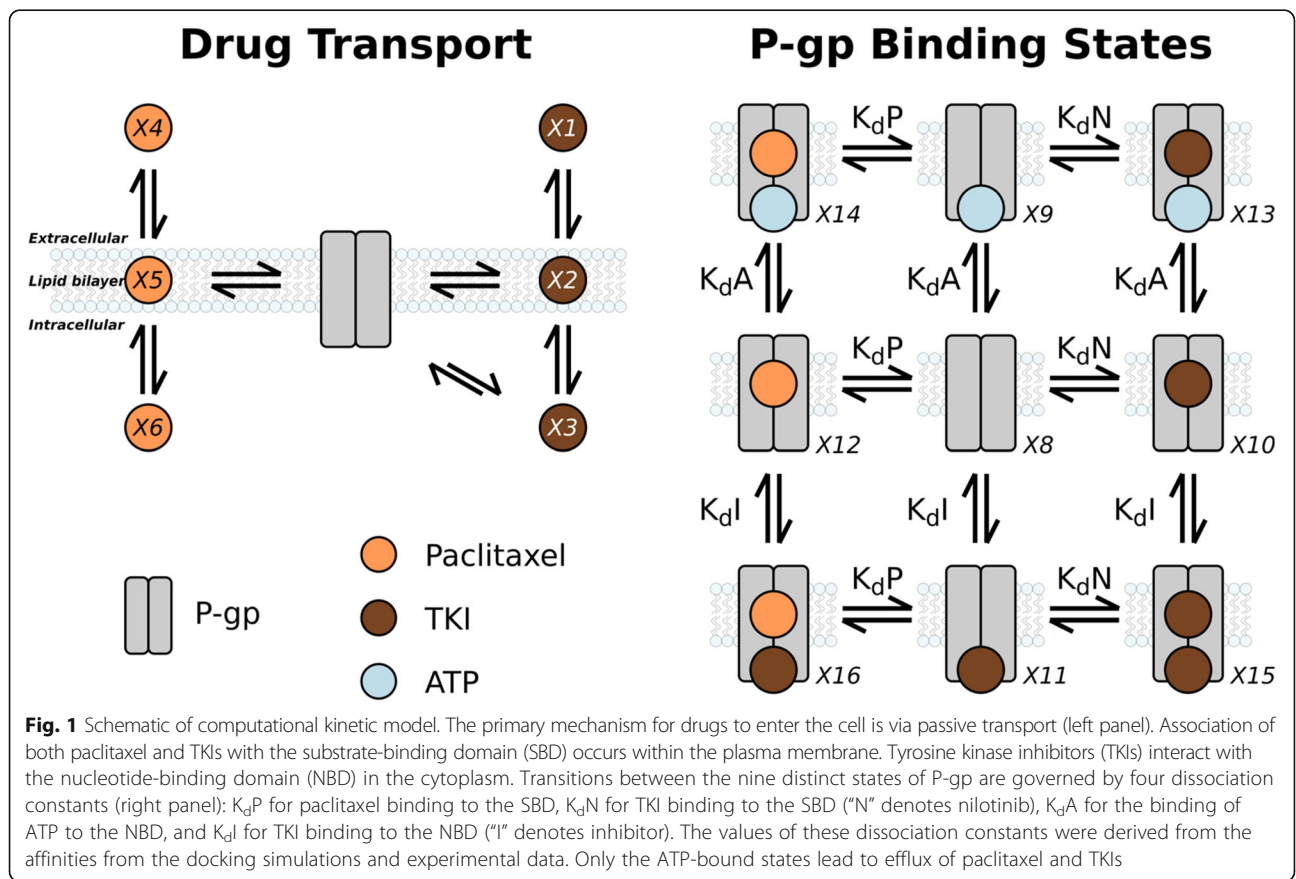 Drug Transport
X4
X1
Extracellular
Lipid bilayer
X5
X2
Intracellular
X6
X3
P-gp
Paclitaxel
TKI
ATP
P-gp Binding States
KdP
KdN
X14
X9
X13
KdA
KdA
KdA
KdP
KdN
X12
X8
X10
KdI
KdI
KdI
KdP
KdN
X16
X11
X15
Fig. 1 Schematic of computational kinetic model. The primary mechanism for drugs to enter the cell is via passive transport (left panel). Association of
both paclitaxel and TKIs with the substrate-binding domain (SBD) occurs within the plasma membrane. Tyrosine kinase inhibitors (TKIs) interact with
the nucleotide-binding domain (NBD) in the cytoplasm. Transitions between the nine distinct states of P-gp are governed by four dissociation
constants (right panel): KdP for paclitaxel binding to the SBD, KdN for TKI binding to the SBD (“N” denotes nilotinib), KdA for the binding of
ATP to the NBD, and KdI for TKI binding to the NBD (“I” denotes inhibitor). The values of these dissociation constants were derived from the
affinities from the docking simulations and experimental data. Only the ATP-bound states lead to efflux of paclitaxel and TKIs